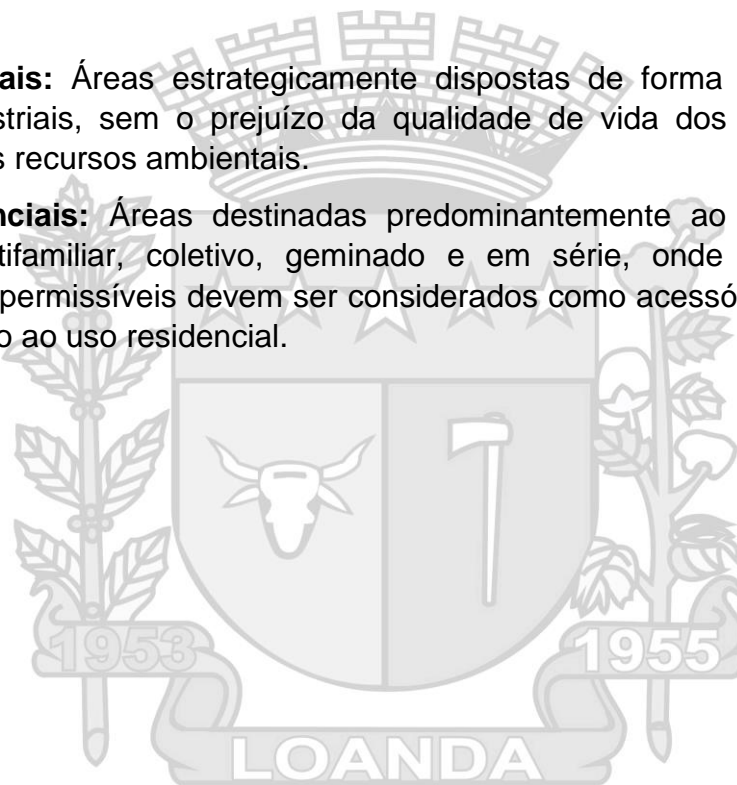 ais: Áreas estrategicamente dispostas de forma
striais, sem o prejuízo da qualidade de vida dos
s recursos ambientais.
nciais: Áreas destinadas predominantemente ao
tifamiliar, coletivo, geminado e em série, onde
permissíveis devem ser considerados como acessó
o ao uso residencial.
1953
1955
LOANDA